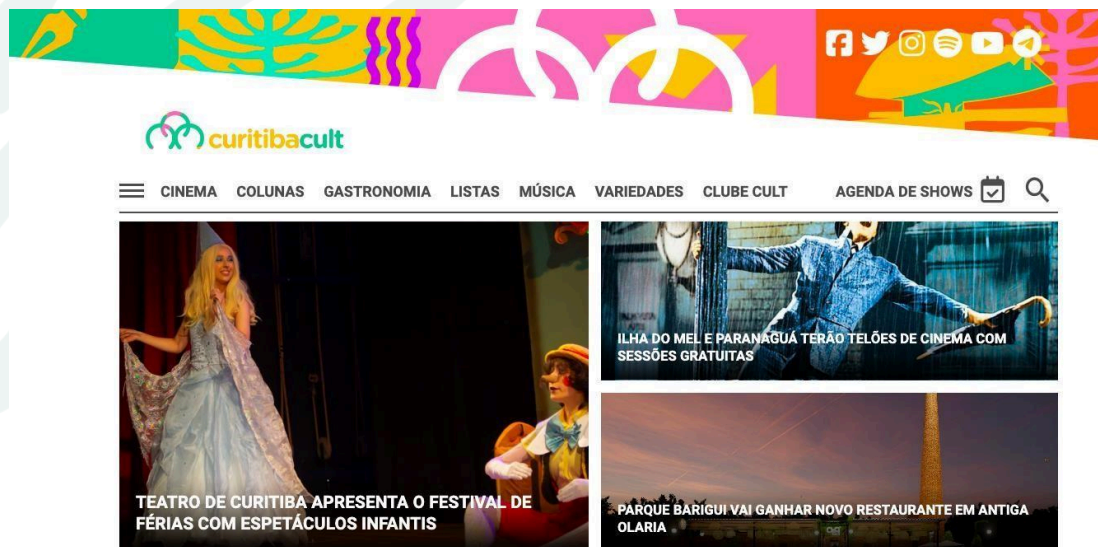 curitibacult
CINEMA COLUNAS GASTRONOMIA LISTAS MÚSICA VARIEDADES CLUBE CULT AGENDA DE SHOWS
TEATRO DE CURITIBA APRESENTA O FESTIVAL DE
FÉRIAS COM ESPETÁCULOS INFANTIS
ILHA DO MEL E PARANAGUÁ TERÃO TELÕES DE CINEMA COM
SESSÕES GRATUITAS
PARQUE BARIGUI VAI GANHAR NOVO RESTAURANTE EM ANTIGA
OLARIA